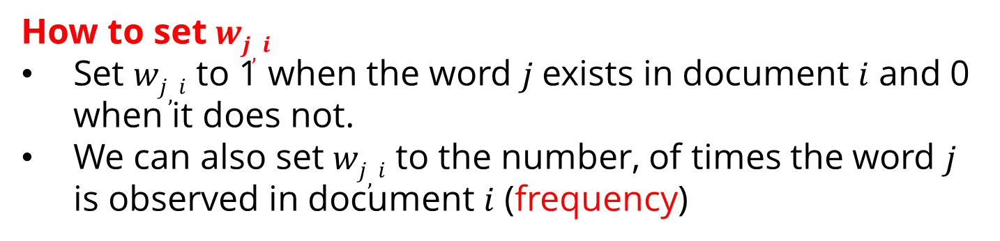 How to set w_{j,i}
• Set w_{j,i} to 1 when the word j exists in document i and 0
when it does not.
• We can also set w_{j,i} to the number, of times the word j
is observed in document i (frequency)